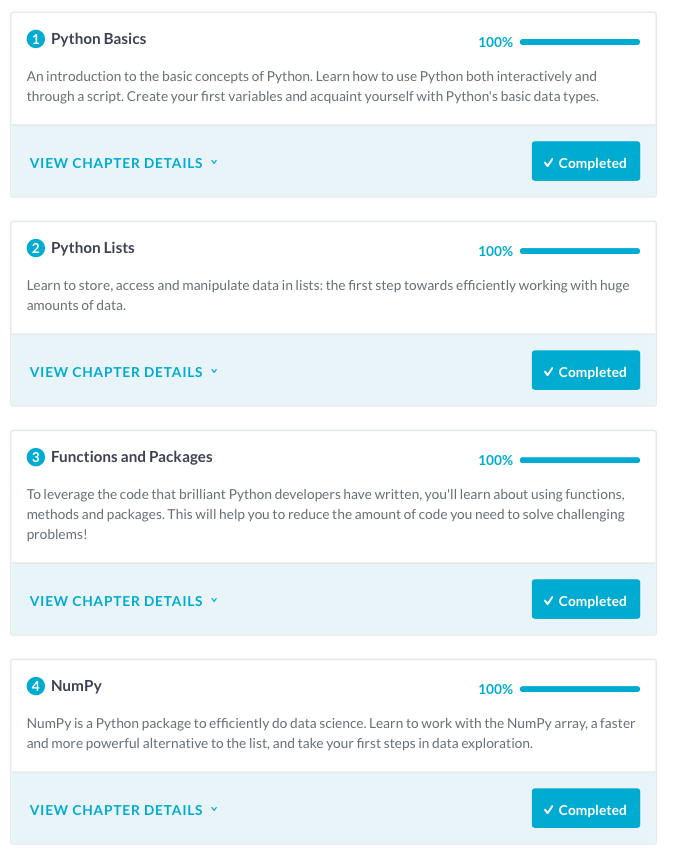 1 Python Basics 100%
An introduction to the basic concepts of Python. Learn how to use Python both interactively and
through a script. Create your first variables and acquaint yourself with Python's basic data types.
VIEW CHAPTER DETAILS ✓ Completed
2 Python Lists 100%
Learn to store, access and manipulate data in lists: the first step towards efficiently working with huge
amounts of data.
VIEW CHAPTER DETAILS ✓ Completed
3 Functions and Packages 100%
To leverage the code that brilliant Python developers have written, you'll learn about using functions,
methods and packages. This will help you to reduce the amount of code you need to solve challenging
problems!
VIEW CHAPTER DETAILS ✓ Completed
4 NumPy 100%
NumPy is a Python package to efficiently do data science. Learn to work with the NumPy array, a faster
and more powerful alternative to the list, and take your first steps in data exploration.
VIEW CHAPTER DETAILS ✓ Completed